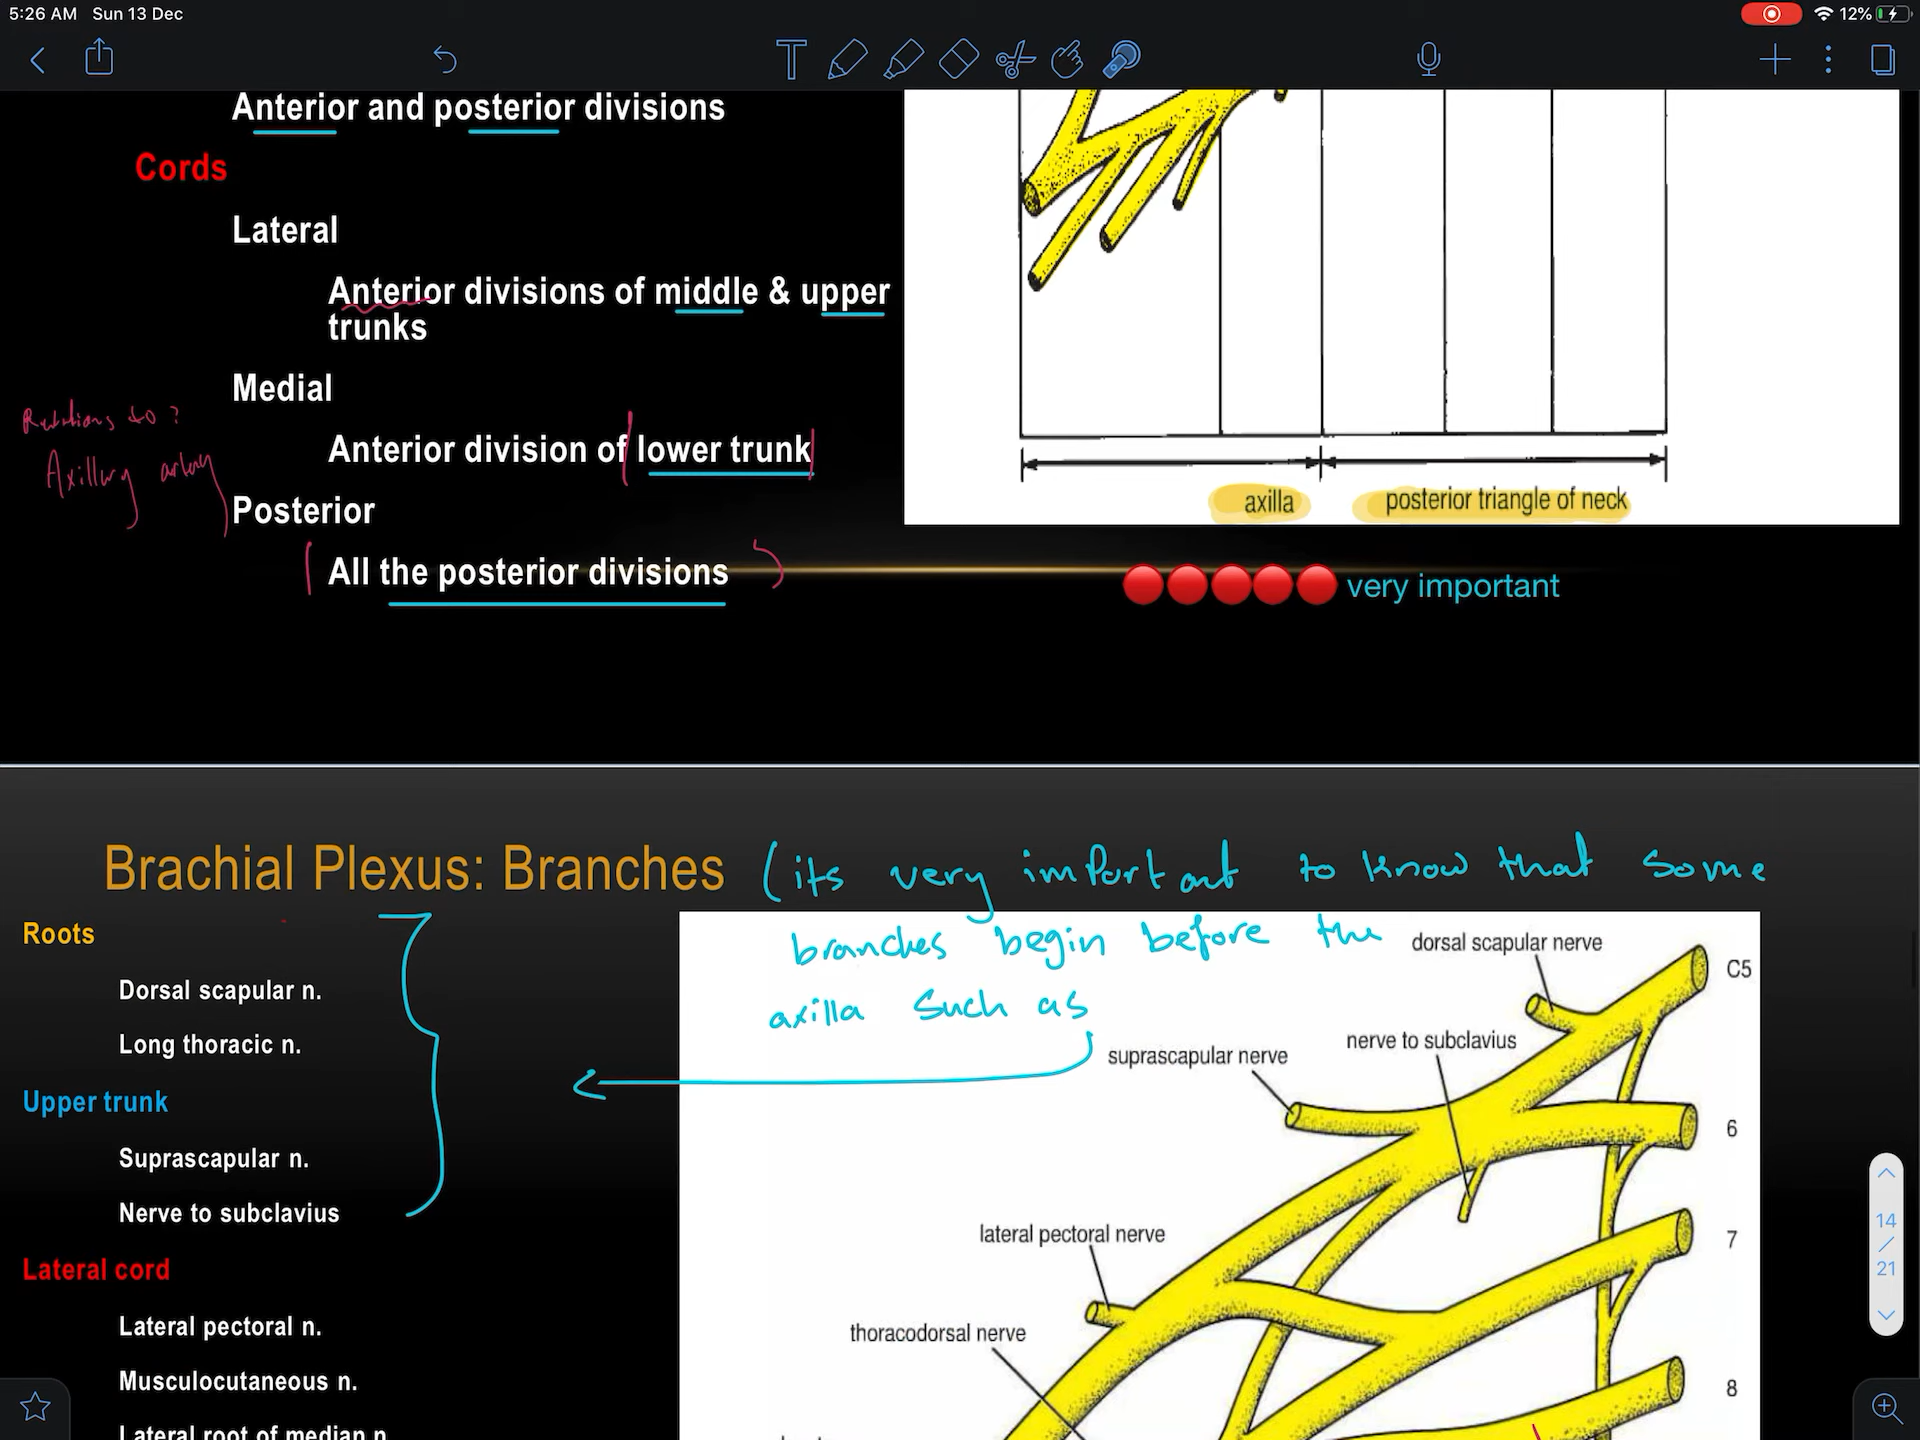 5:26 AM Sun 13 Dec
12%
Anterior and posterior divisions
Cords
Lateral
Anterior divisions of middle & upper
trunks
Medial
Anterior division of lower trunk
to ?
artery
Posterior
All the posterior divisions
axilla
posterior triangle of neck
very important
Brachial Plexus: Branches
(its very important to know that some
branches begin before the
axilla such as
Roots
Dorsal scapular n.
Long thoracic n.
Upper trunk
Suprascapular n.
Nerve to subclavius
Lateral cord
Lateral pectoral n.
Musculocutaneous n.
Lateral root of median n
dorsal scapular nerve
C5
nerve to subclavius
suprascapular nerve
6
lateral pectoral nerve
7
thoracodorsal nerve
8
14
/
21